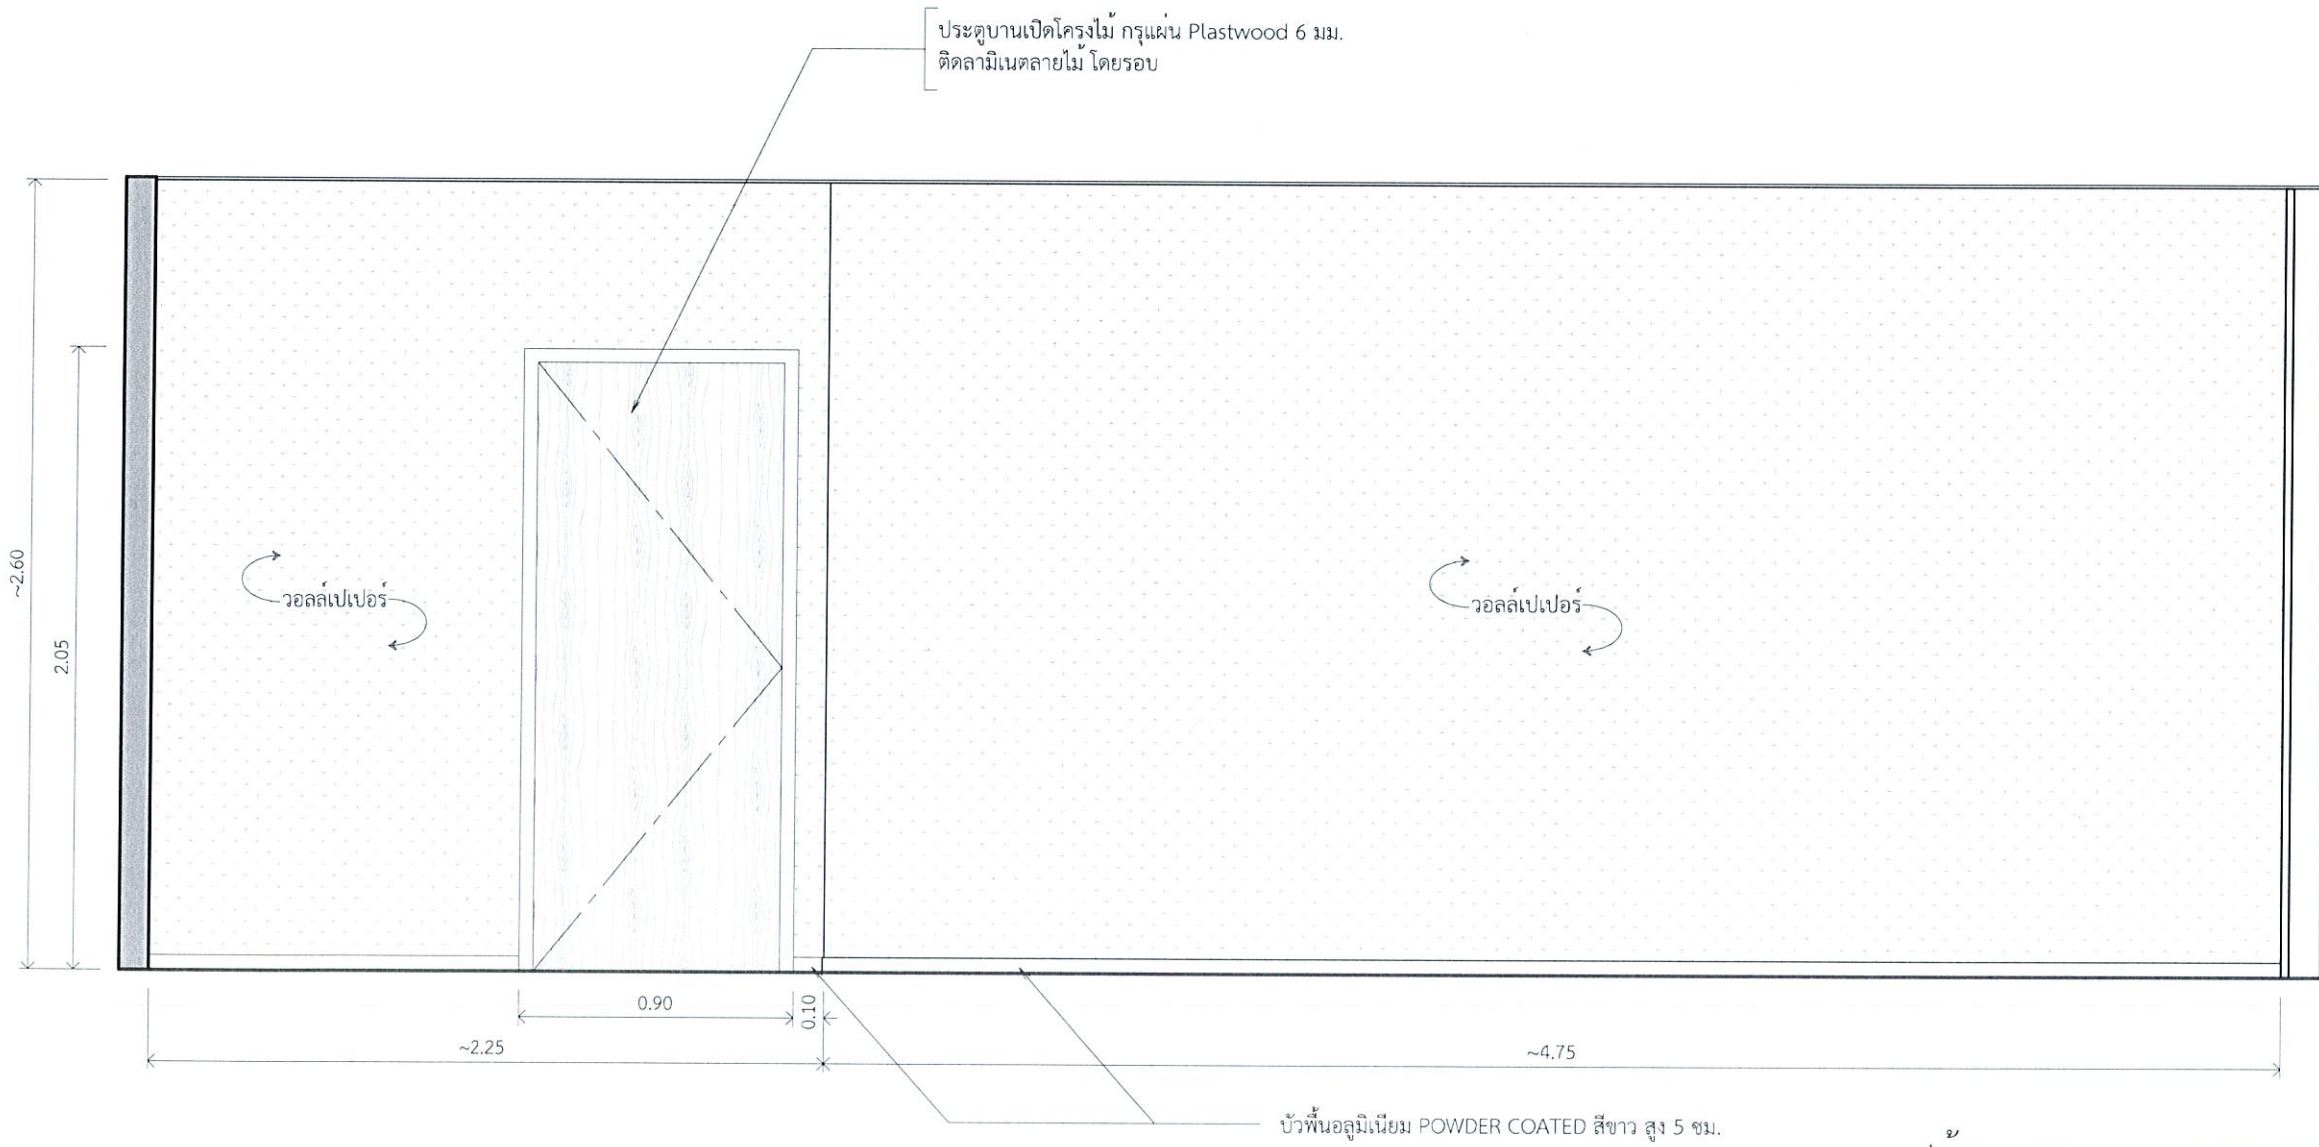 ประตูบานเปิดโครงไม้ กรุแผ่น Plastwood 6 มม.
ติดลามิเนตลายไม้ โดยรอบ
~2.60
2.05
วอลล์เปเปอร์
วอลล์เปเปอร์
0.90
0.10
~2.25
~4.75
บัวพื้นอลูมิเนียม POWDER COATED สีขาว สูง 5 ซม.